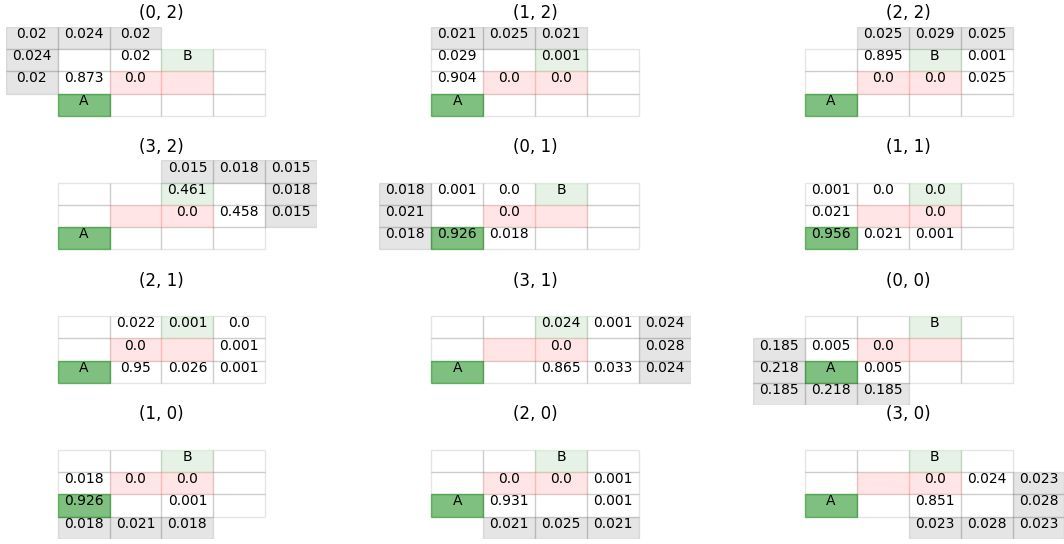 (0, 2) (1, 2) (2, 2)
0.02 0.024 0.02 0.021 0.025 0.021 0.025 0.029 0.025
0.024 0.02 B 0.029 0.001 0.895 B 0.001
0.02 0.873 0.0 0.904 0.0 0.0 0.0 0.0 0.025
A A A
(3, 2) (0, 1) (1, 1)
0.015 0.018 0.015
0.461 0.018 0.018 0.001 0.0 B 0.001 0.0 0.0
0.0 0.458 0.015 0.021 0.0 0.021 0.0
A 0.018 0.926 0.018 0.956 0.021 0.001
(2, 1) (3, 1) (0, 0)
0.022 0.001 0.0 0.024 0.001 0.024 B
0.0 0.001 0.0 0.028 0.185 0.005 0.0
A 0.95 0.026 0.001 A 0.865 0.033 0.024 0.218 A 0.005
0.185 0.218 0.185
(1, 0) (2, 0) (3, 0)
B B B
0.018 0.0 0.0 0.0 0.0 0.001 0.0 0.024 0.023
0.926 0.001 A 0.931 0.001 A 0.851 0.028
0.018 0.021 0.018 0.021 0.025 0.021 0.023 0.028 0.023